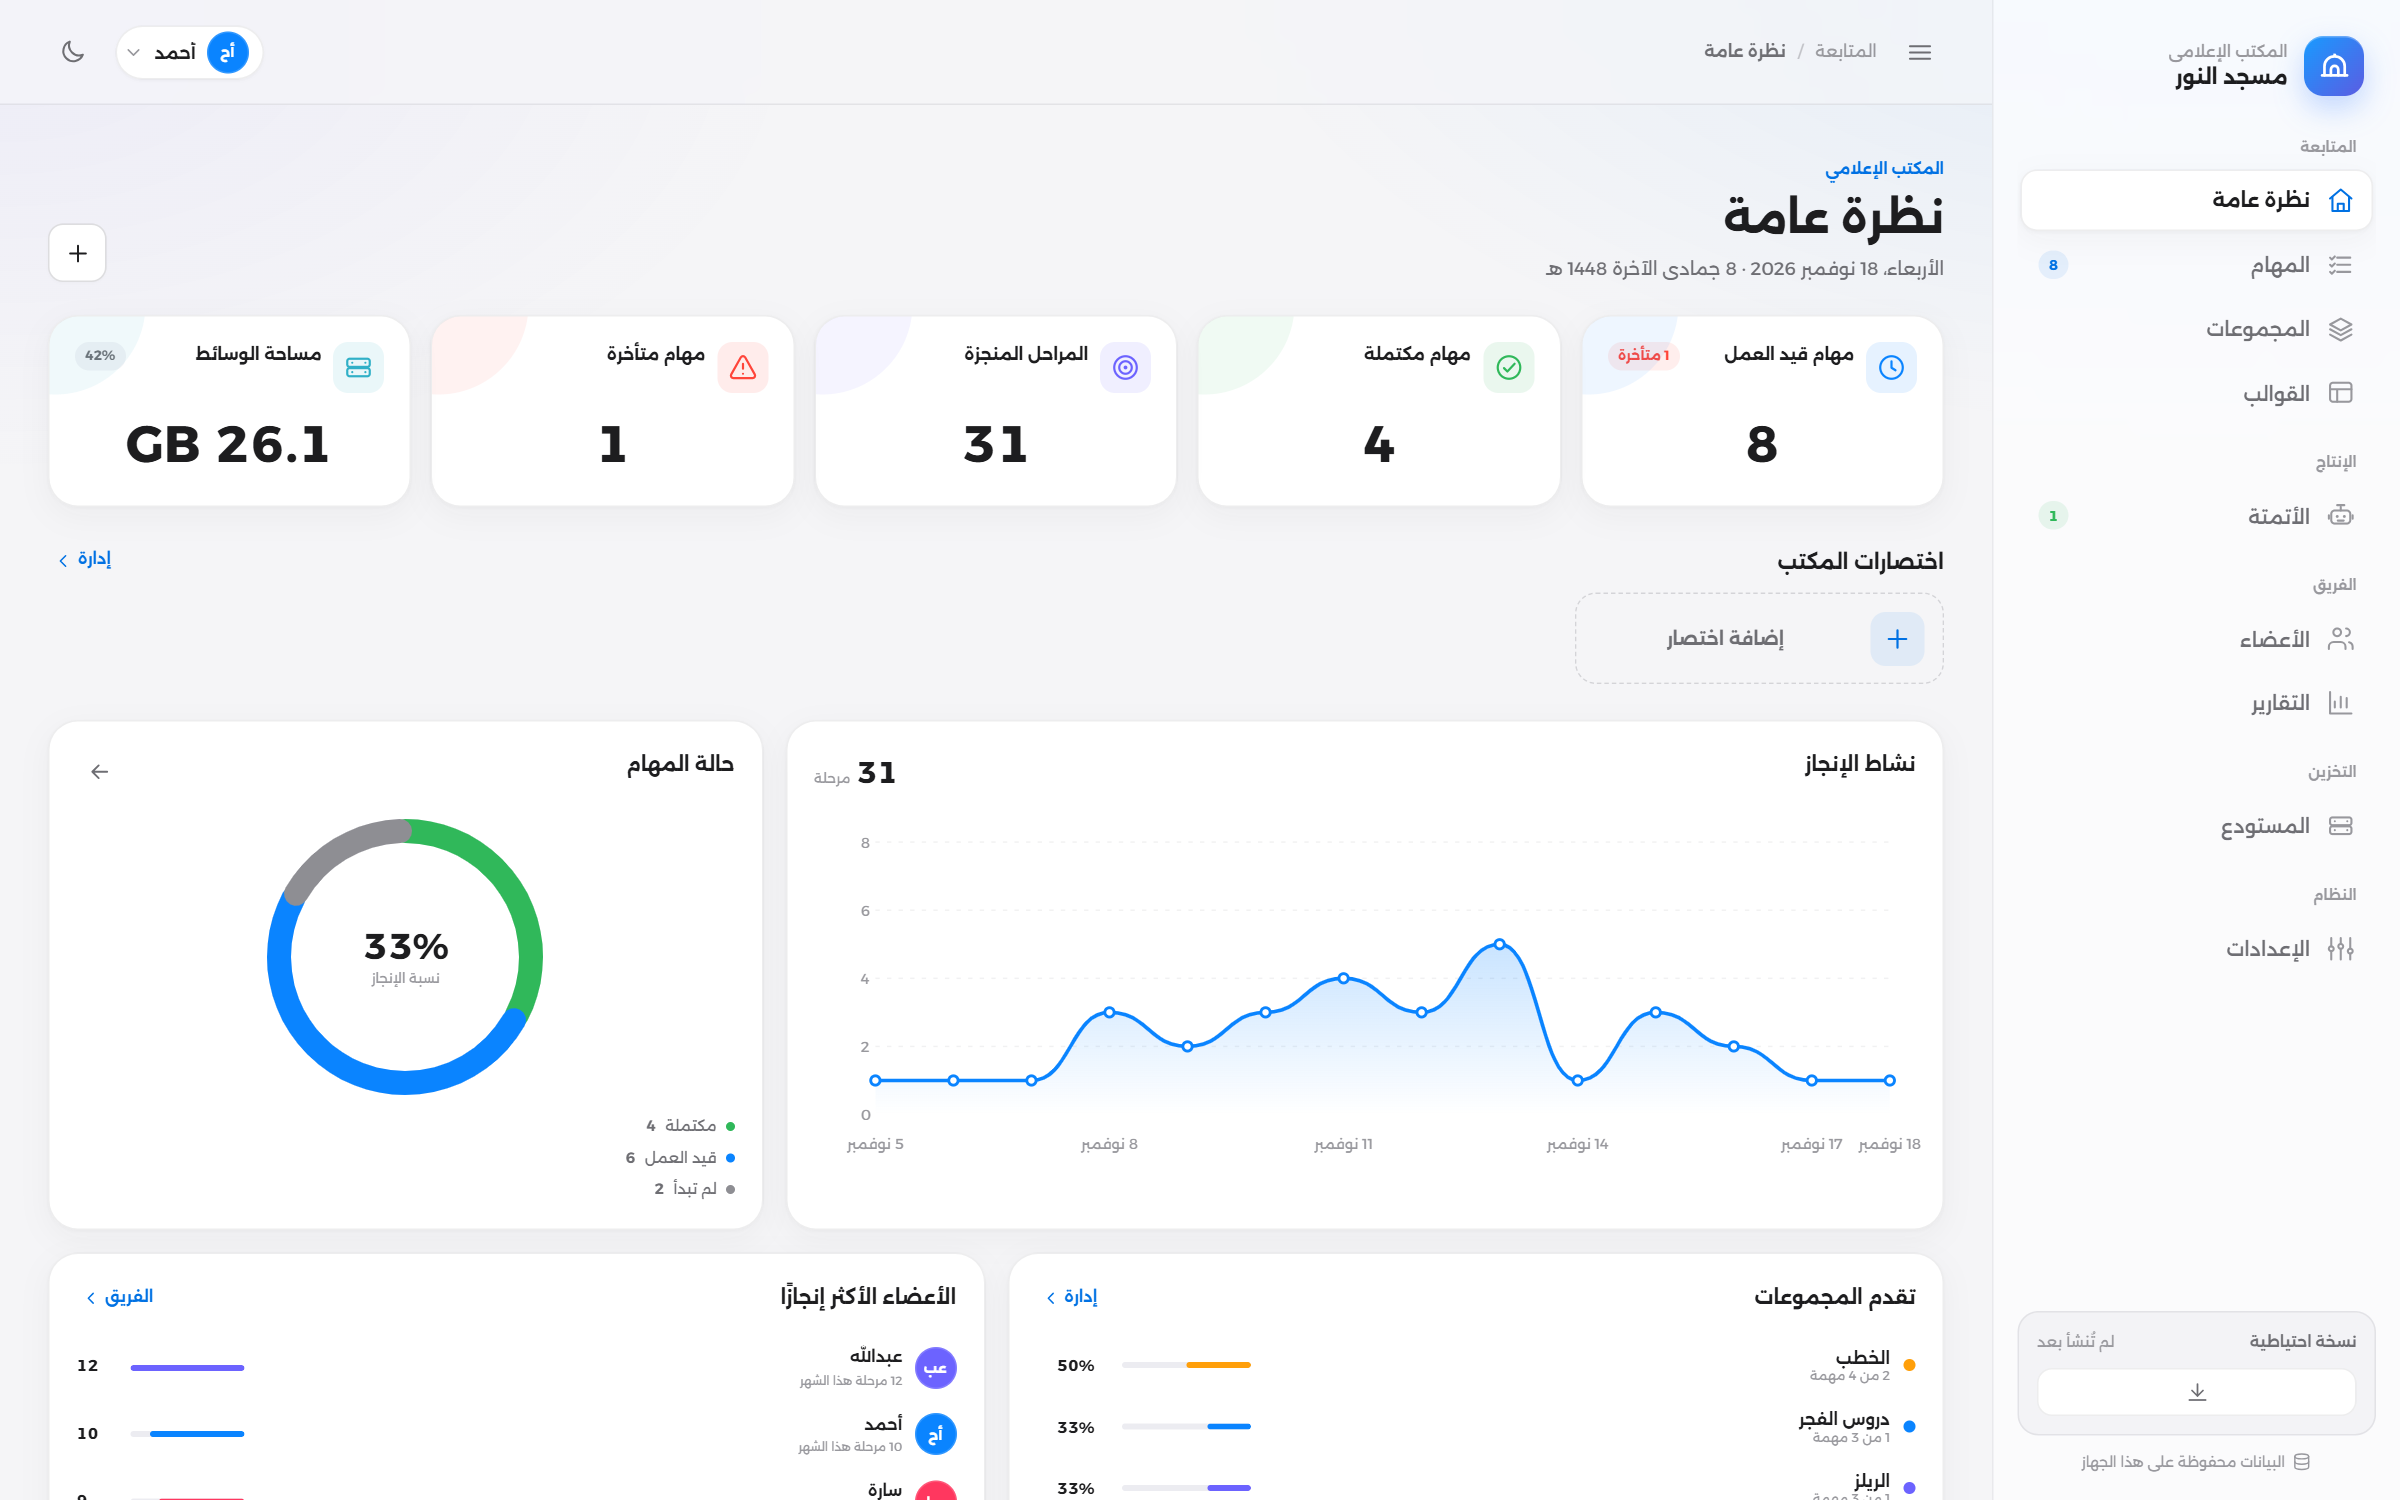 المكتب الإعلامي
مسجد النور
المتابعة
نظرة عامة
المهام 8
المجموعات
القوالب
الإنتاج
الأتمتة 1
الفريق
الأعضاء
التقارير
التخزين
المستودع
النظام
الإعدادات
نسخة احتياطية لم تُنشأ بعد
البيانات محفوظة على هذا الجهاز
المتابعة / نظرة عامة
أحمد أح
المكتب الإعلامي
نظرة عامة
الأربعاء، 18 نوفمبر 2026 · 8 جمادى الآخرة 1448 هـ
مهام قيد العمل 1 متأخرة
8
مهام مكتملة
4
المراحل المنجزة
31
مهام متأخرة
1
مساحة الوسائط 42%
26.1 GB
اختصارات المكتب
إدارة
إضافة اختصار
نشاط الإنجاز
31 مرحلة
8
6
4
2
0
5 نوفمبر 8 نوفمبر 11 نوفمبر 14 نوفمبر 17 نوفمبر 18 نوفمبر
حالة المهام
33%
نسبة الإنجاز
مكتملة 4
قيد العمل 6
لم تبدأ 2
تقدم المجموعات
إدارة
الخطب
2 من 4 مهمة
50%
دروس الفجر
1 من 3 مهمة
33%
الريلز
1 من 3 مهمة
33%
الأعضاء الأكثر إنجازًا
الفريق
عب
عبدالله
12 مرحلة هذا الشهر
12
أح
أحمد
10 مرحلة هذا الشهر
10
سارة